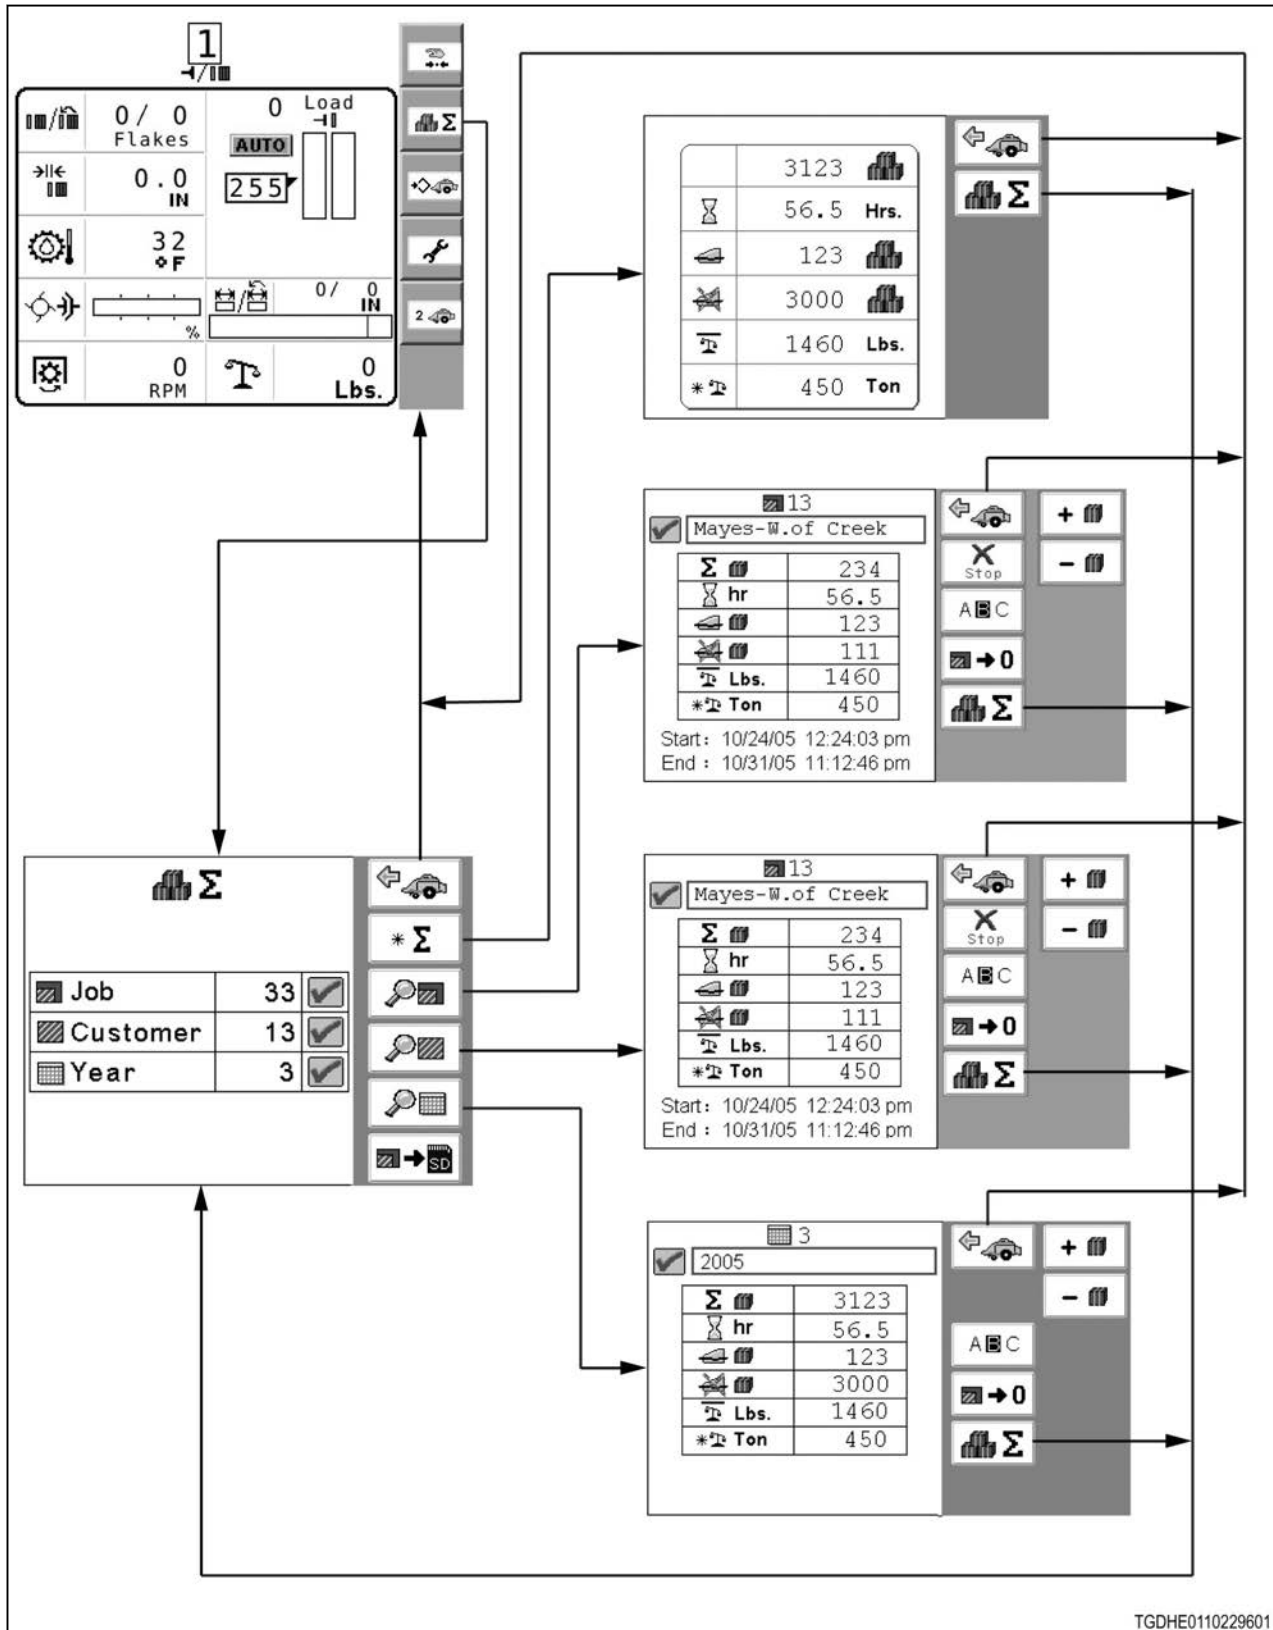 1
0/ 0
Flakes
0 Load
AUTO
255
0.0
IN
32
°F
0/ 0
IN
%
0
RPM
0
Lbs.
Σ
2
3123
56.5 Hrs.
123
3000
1460 Lbs.
* 450 Ton
Σ
13
Mayes-W.of Creek
Σ 234
hr 56.5
123
111
Lbs. 1460
* Ton 450
Start: 10/24/05 12:24:03 pm
End : 10/31/05 11:12:46 pm
Stop
ABC
→0
Σ
+
-
Σ
Job 33
Customer 13
Year 3
* Σ
SD
13
Mayes-W.of Creek
Σ 234
hr 56.5
123
111
Lbs. 1460
* Ton 450
Start: 10/24/05 12:24:03 pm
End : 10/31/05 11:12:46 pm
Stop
ABC
→0
Σ
+
-
3
2005
Σ 3123
hr 56.5
123
3000
Lbs. 1460
* Ton 450
ABC
→0
Σ
+
-
TGDHE0110229601